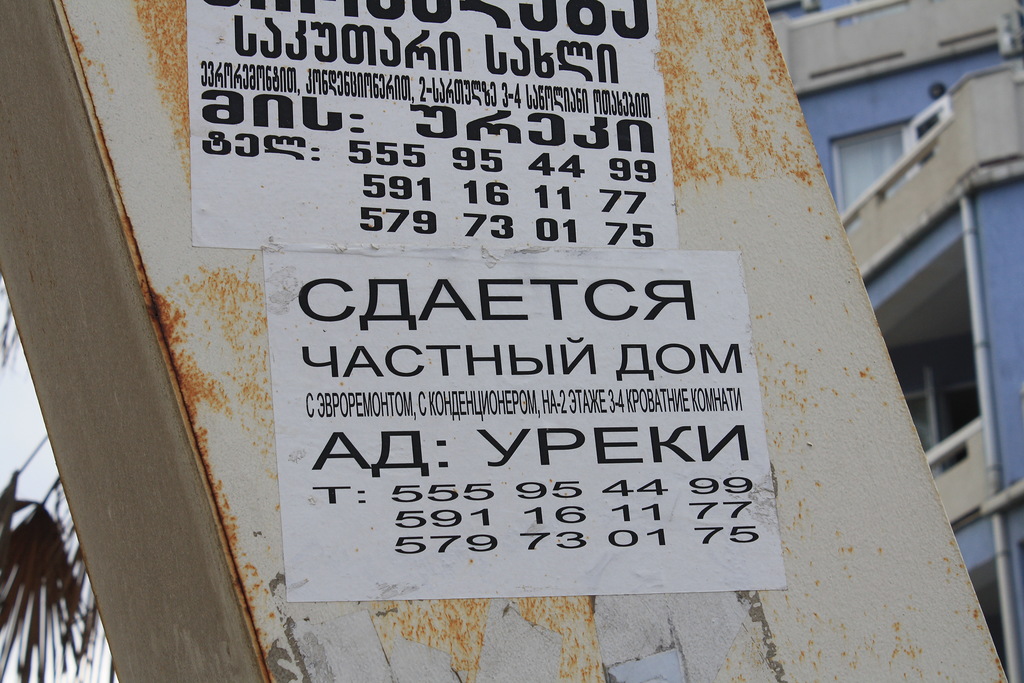 საკუთარი სახლი
ევრორემონტით, კონდენციონერით, 2-სართულზე 3-4 საწოლიანი ოთახებით
მის: ურეკი
ტელ: 555 95 44 99
591 16 11 77
579 73 01 75
СДАЕТСЯ
ЧАСТНЫЙ ДОМ
С ЭВРОРЕМОНТОМ, С КОНДЕНЦИОНЕРОМ, НА-2 ЭТАЖЕ 3-4 КРОВАТНИЕ КОМНАТИ
АД: УРЕКИ
Т: 555 95 44 99
591 16 11 77
579 73 01 75